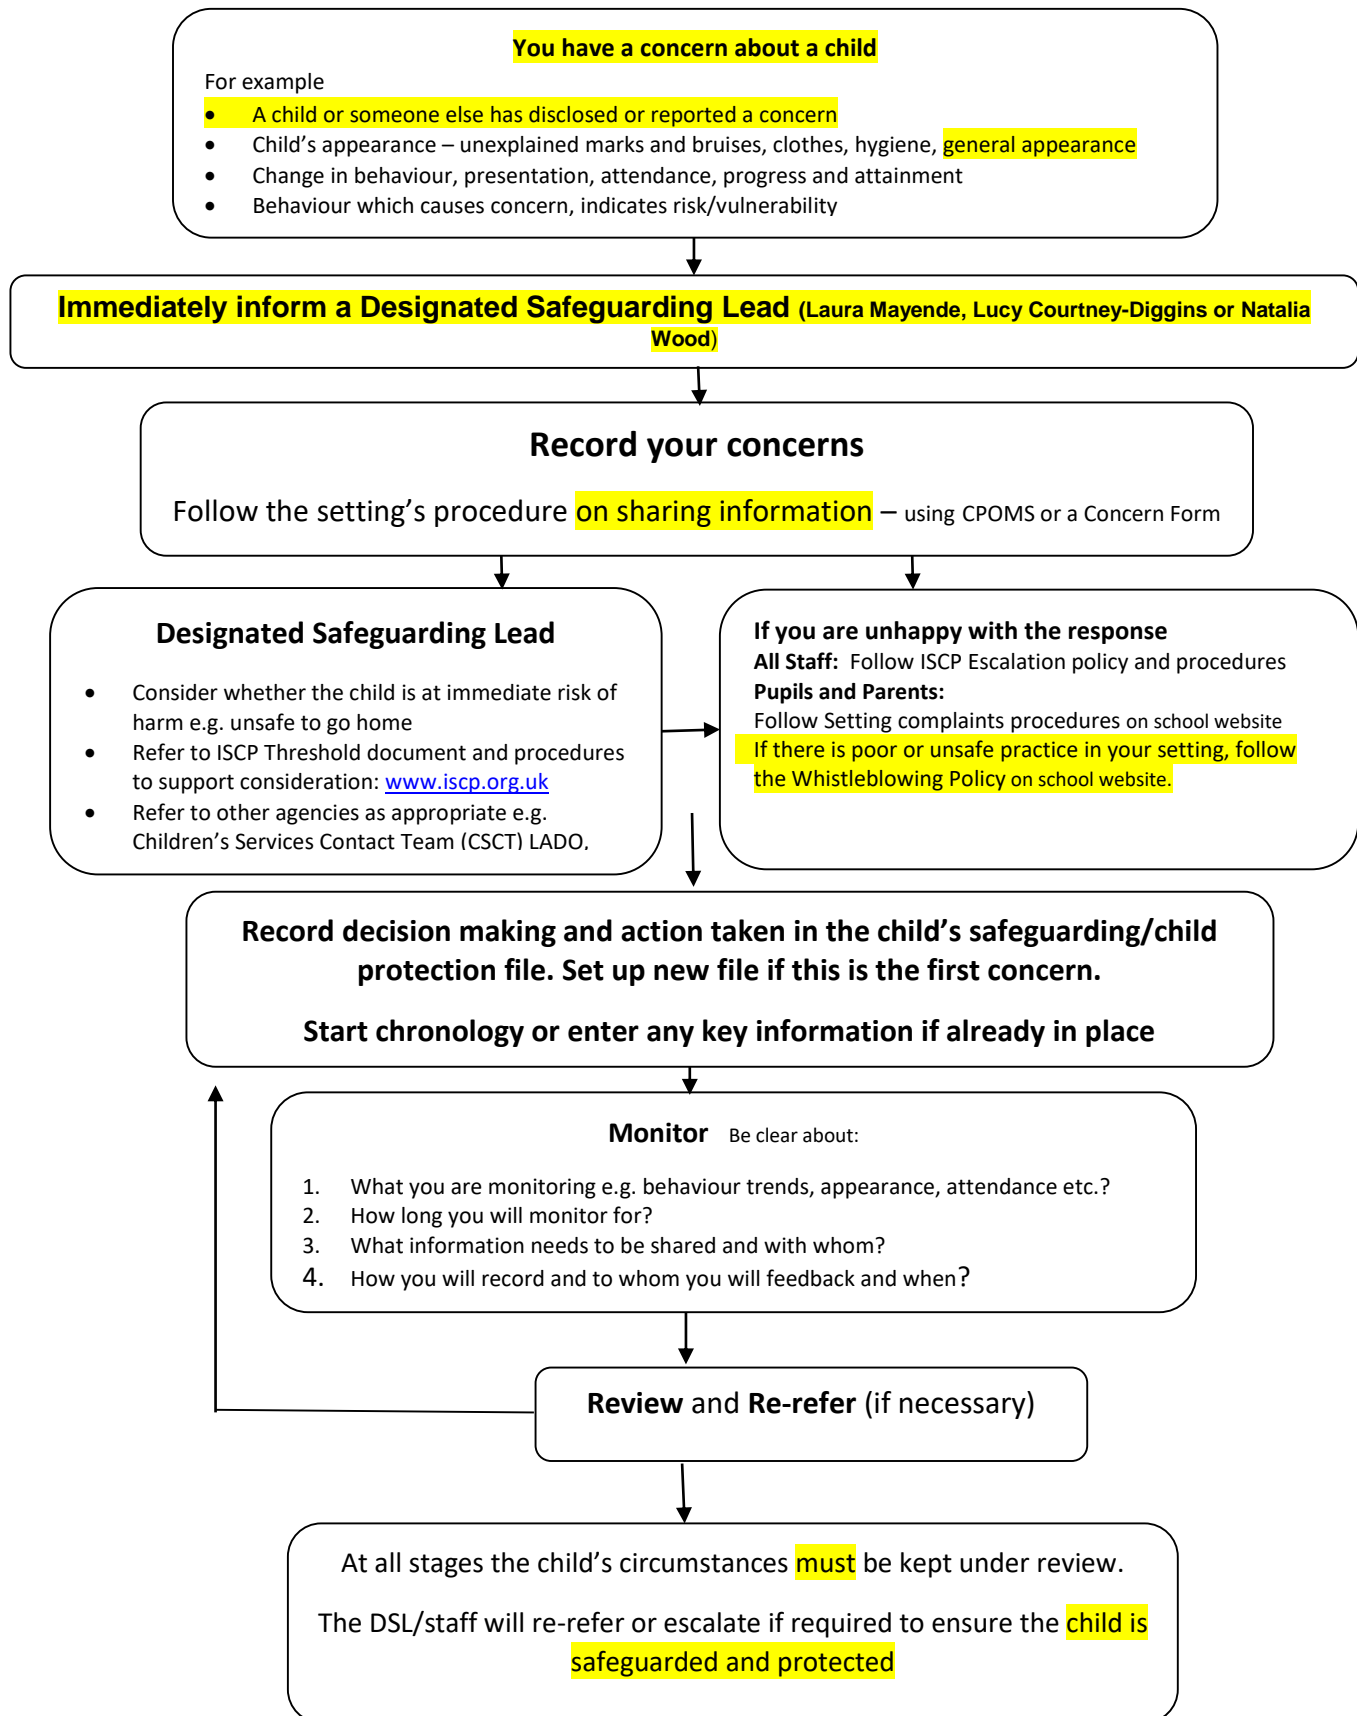 You have a concern about a child
For example
• A child or someone else has disclosed or reported a concern
• Child’s appearance – unexplained marks and bruises, clothes, hygiene, general appearance
• Change in behaviour, presentation, attendance, progress and attainment
• Behaviour which causes concern, indicates risk/vulnerability
Immediately inform a Designated Safeguarding Lead (Laura Mayende, Lucy Courtney-Diggins or Natalia
Wood)
Record your concerns
Follow the setting’s procedure on sharing information – using CPOMS or a Concern Form
Designated Safeguarding Lead
• Consider whether the child is at immediate risk of
harm e.g. unsafe to go home
• Refer to ISCP Threshold document and procedures
to support consideration: www.iscp.org.uk
• Refer to other agencies as appropriate e.g.
Children’s Services Contact Team (CSCT) LADO,
If you are unhappy with the response
All Staff: Follow ISCP Escalation policy and procedures
Pupils and Parents:
Follow Setting complaints procedures on school website
If there is poor or unsafe practice in your setting, follow
the Whistleblowing Policy on school website.
Record decision making and action taken in the child’s safeguarding/child
protection file. Set up new file if this is the first concern.
Start chronology or enter any key information if already in place
Monitor Be clear about:
1. What you are monitoring e.g. behaviour trends, appearance, attendance etc.?
2. How long you will monitor for?
3. What information needs to be shared and with whom?
4. How you will record and to whom you will feedback and when?
Review and Re-refer (if necessary)
At all stages the child’s circumstances must be kept under review.
The DSL/staff will re-refer or escalate if required to ensure the child is
safeguarded and protected